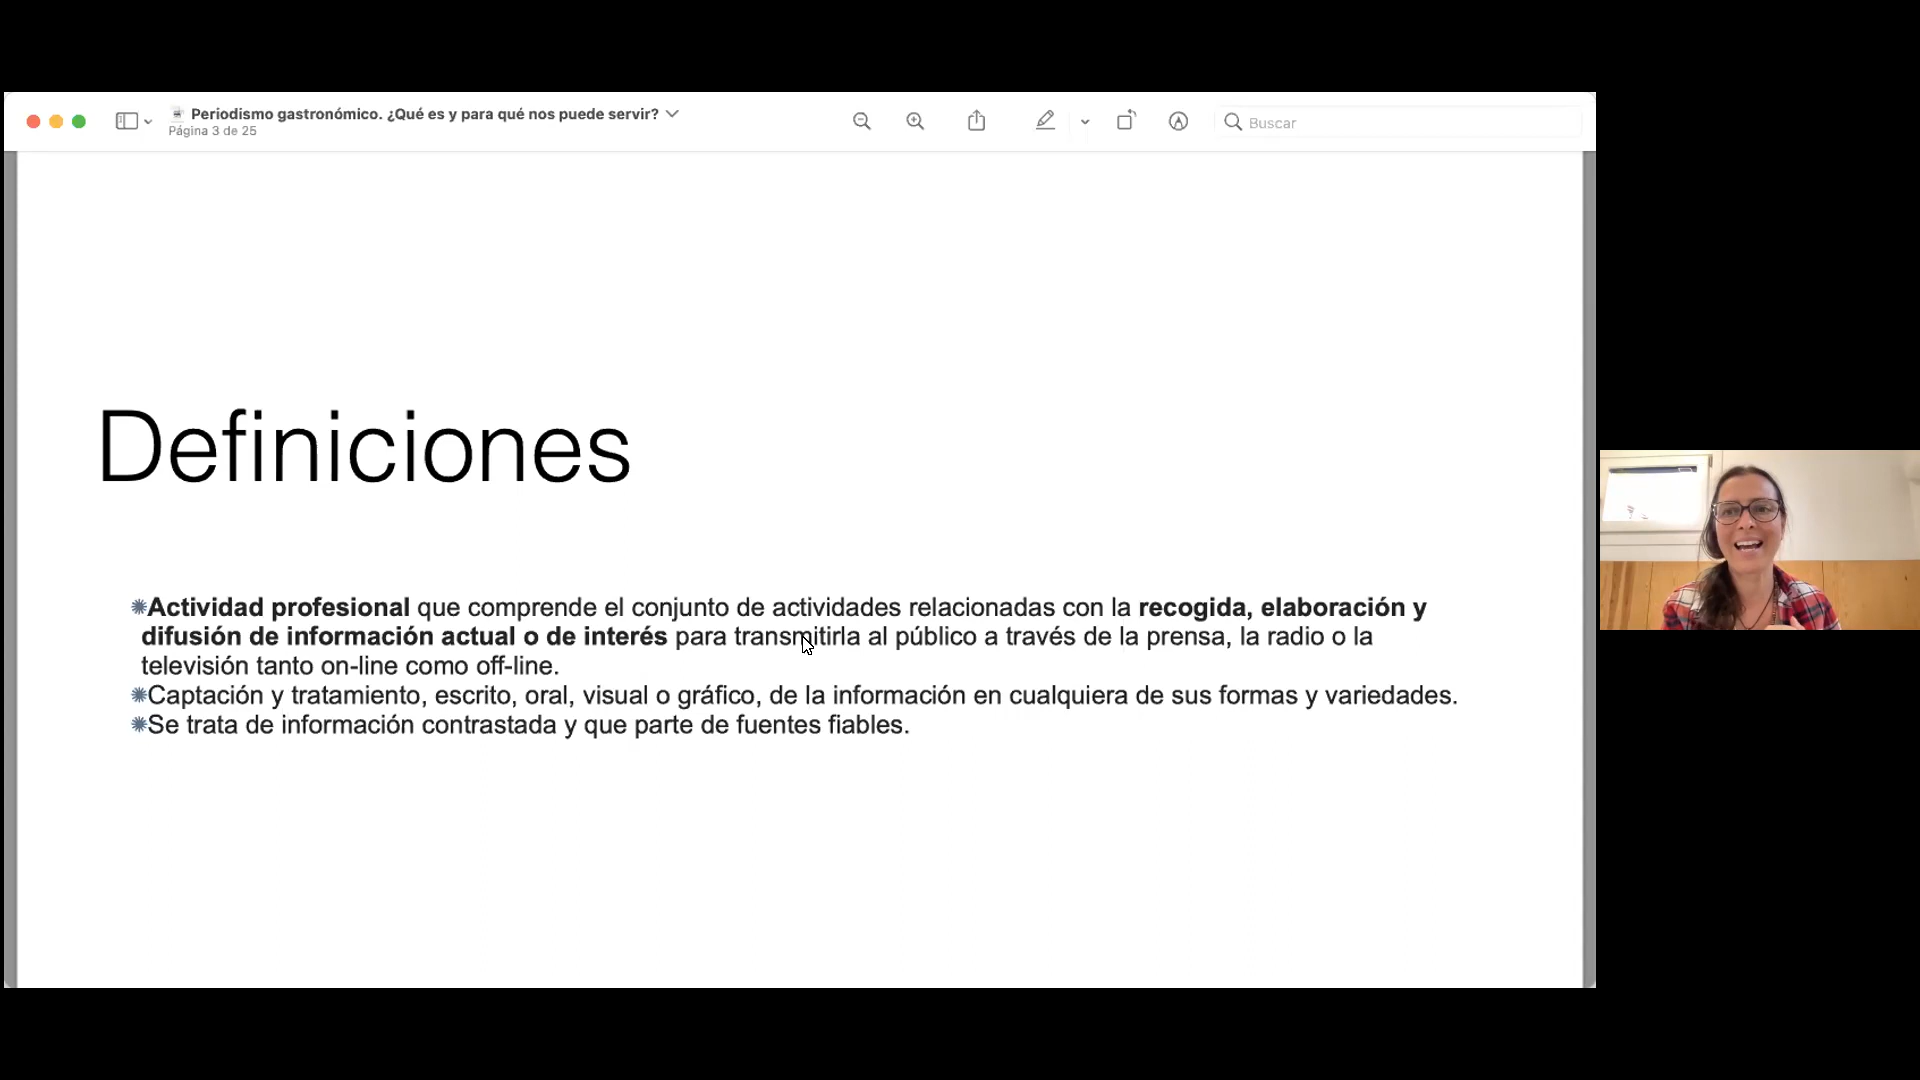 Periodismo gastronómico. ¿Qué es y para qué nos puede servir?
Página 3 de 25
Buscar
Definiciones
Actividad profesional que comprende el conjunto de actividades relacionadas con la recogida, elaboración y
difusión de información actual o de interés para transmitirla al público a través de la prensa, la radio o la
televisión tanto on-line como off-line.
Captación y tratamiento, escrito, oral, visual o gráfico, de la información en cualquiera de sus formas y variedades.
Se trata de información contrastada y que parte de fuentes fiables.